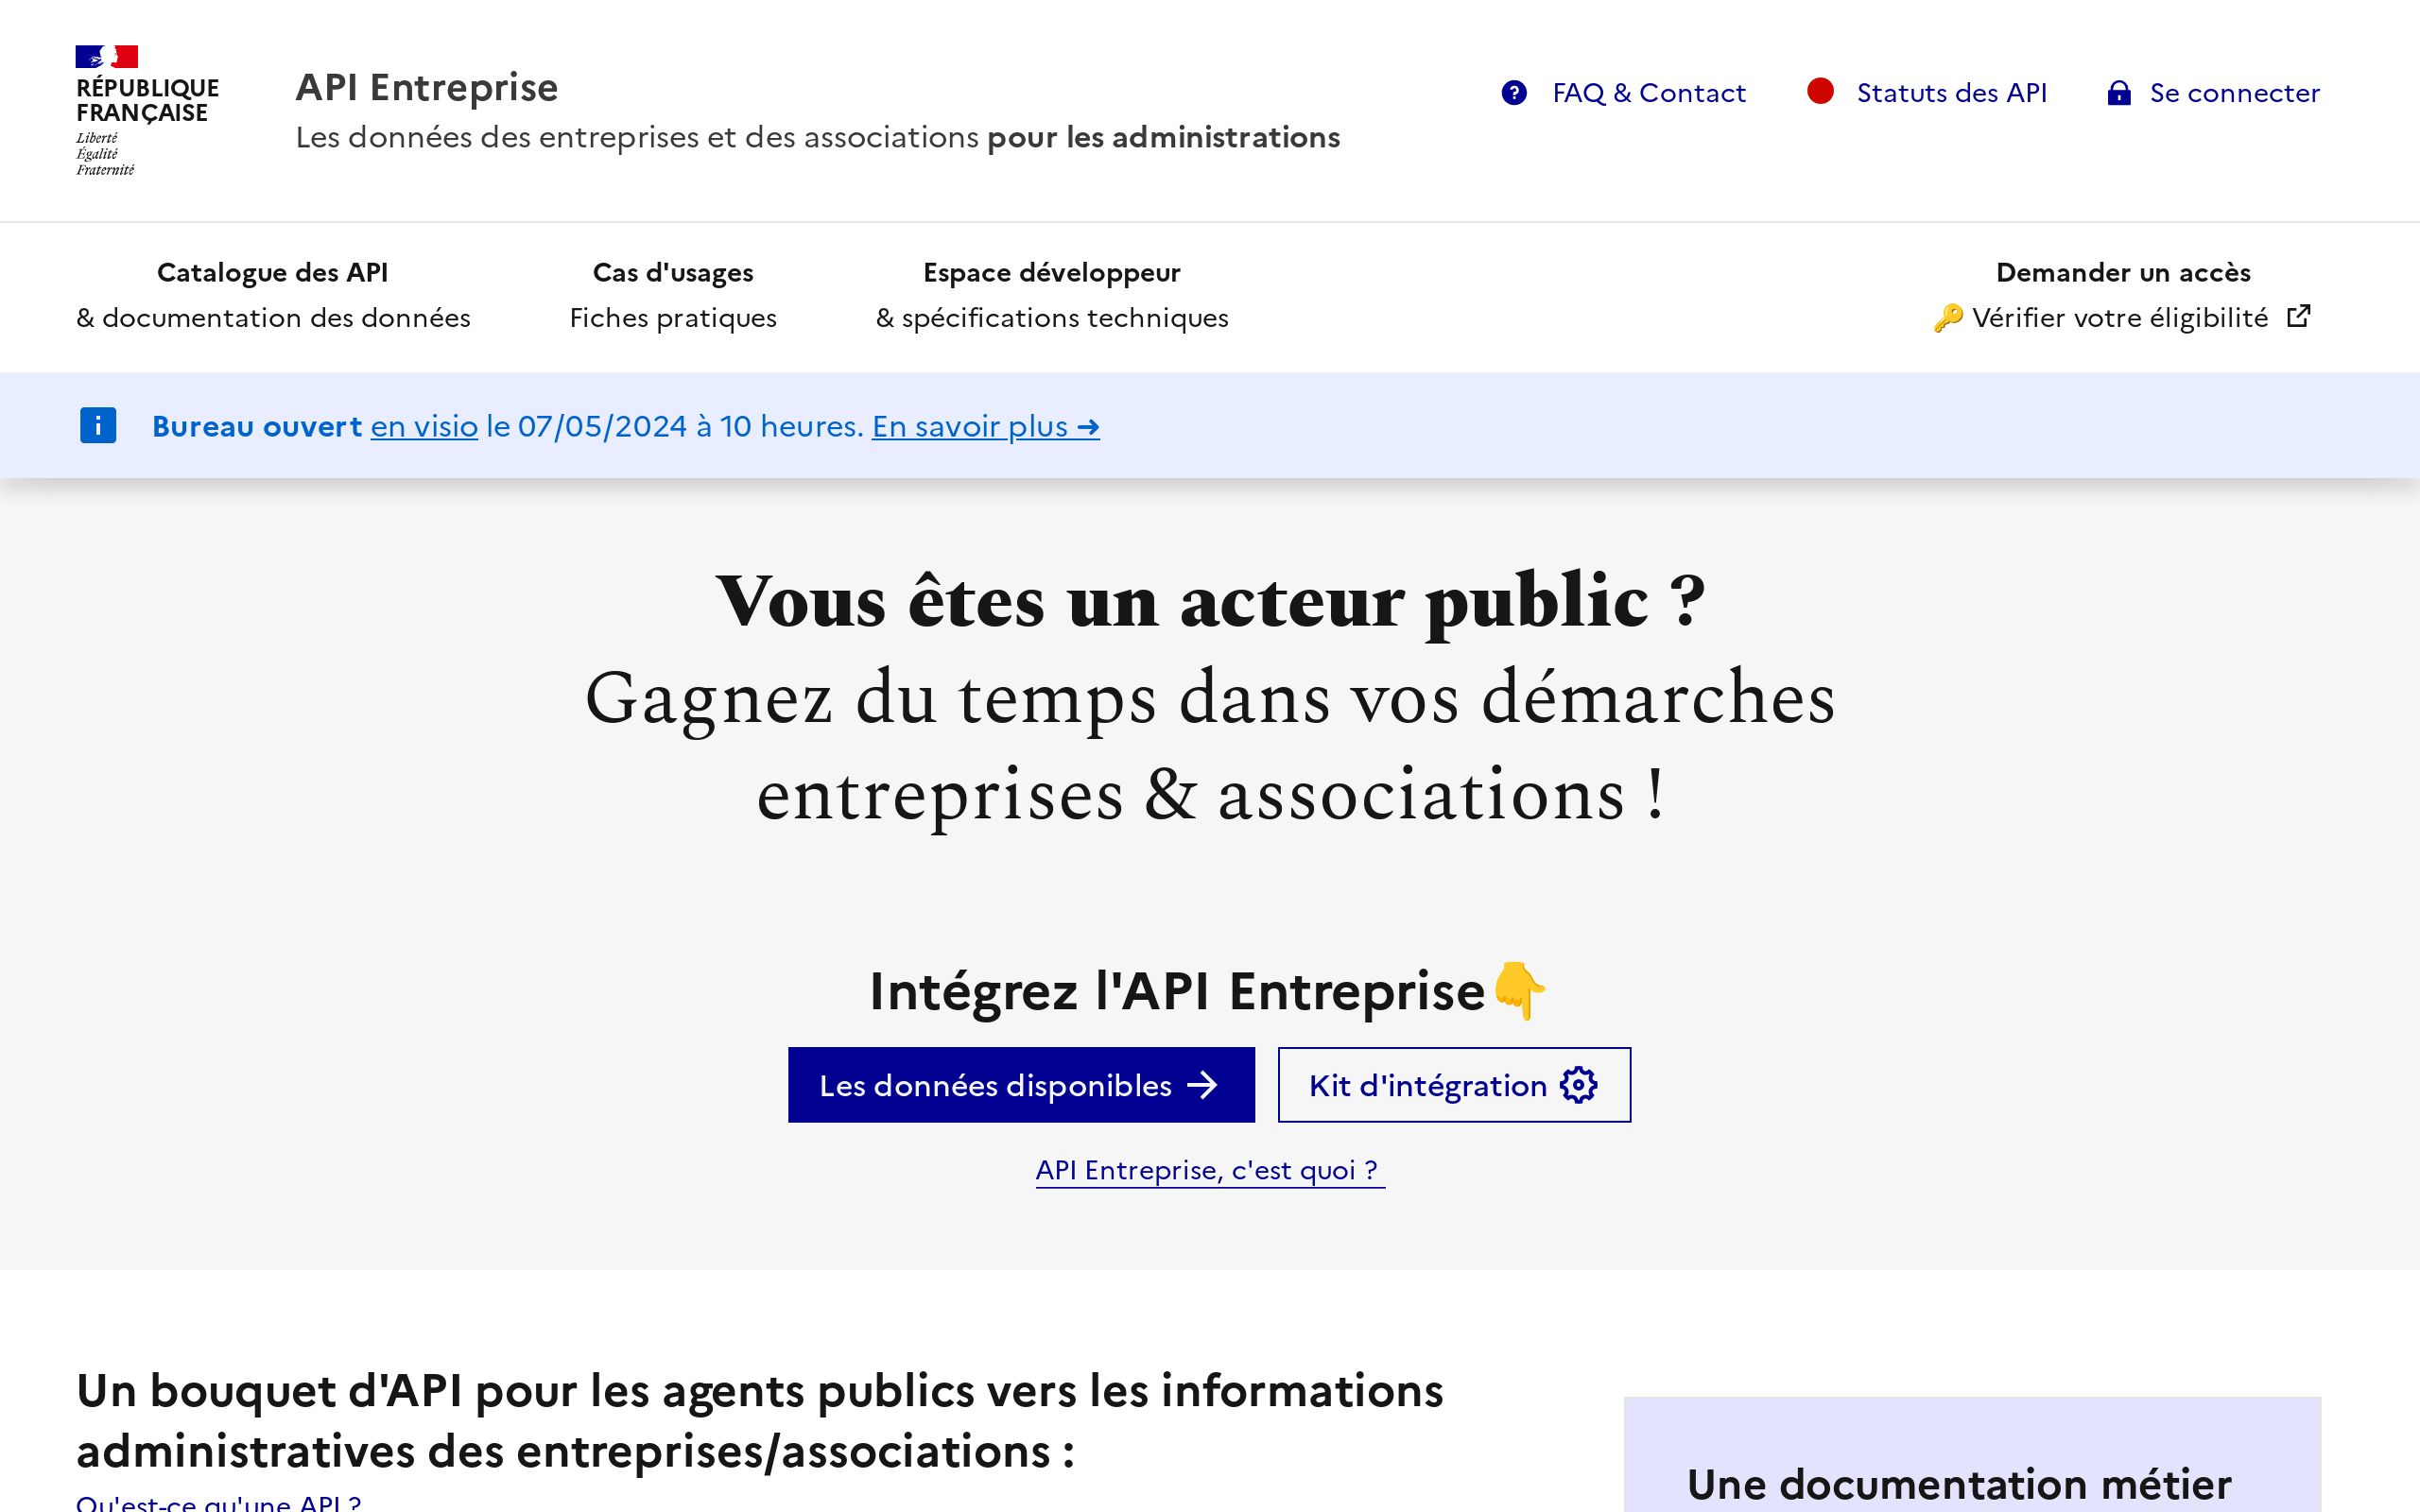 RÉPUBLIQUE
FRANÇAISE
Liberté
Égalité
Fraternité
API Entreprise
Les données des entreprises et des associations pour les administrations
FAQ & Contact
Statuts des API
Se connecter
Catalogue des API
& documentation des données
Cas d'usages
Fiches pratiques
Espace développeur
& spécifications techniques
Demander un accès
🔑 Vérifier votre éligibilité
Bureau ouvert en visio le 07/05/2024 à 10 heures. En savoir plus ➜
Vous êtes un acteur public ?
Gagnez du temps dans vos démarches
entreprises & associations !
Intégrez l'API Entreprise👇
Les données disponibles →
Kit d'intégration
API Entreprise, c'est quoi ?
Un bouquet d'API pour les agents publics vers les informations
administratives des entreprises/associations :
Qu'est-ce qu'une API ?
Une documentation métier